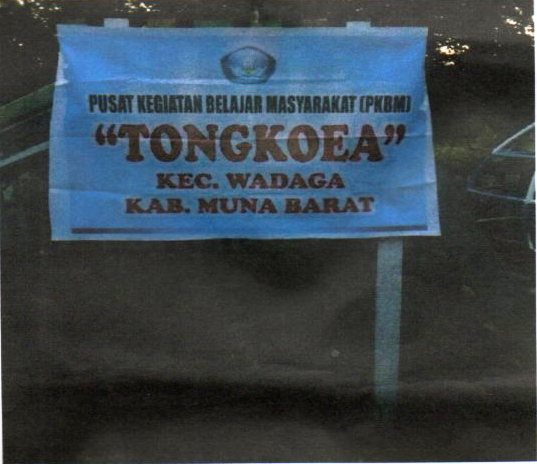 PUSAT KEGIATAN BELAJAR MASYARAKAT (PKBM)
"TONGKOEA"
KEC. WADAGA
KAB. MUNA BARAT